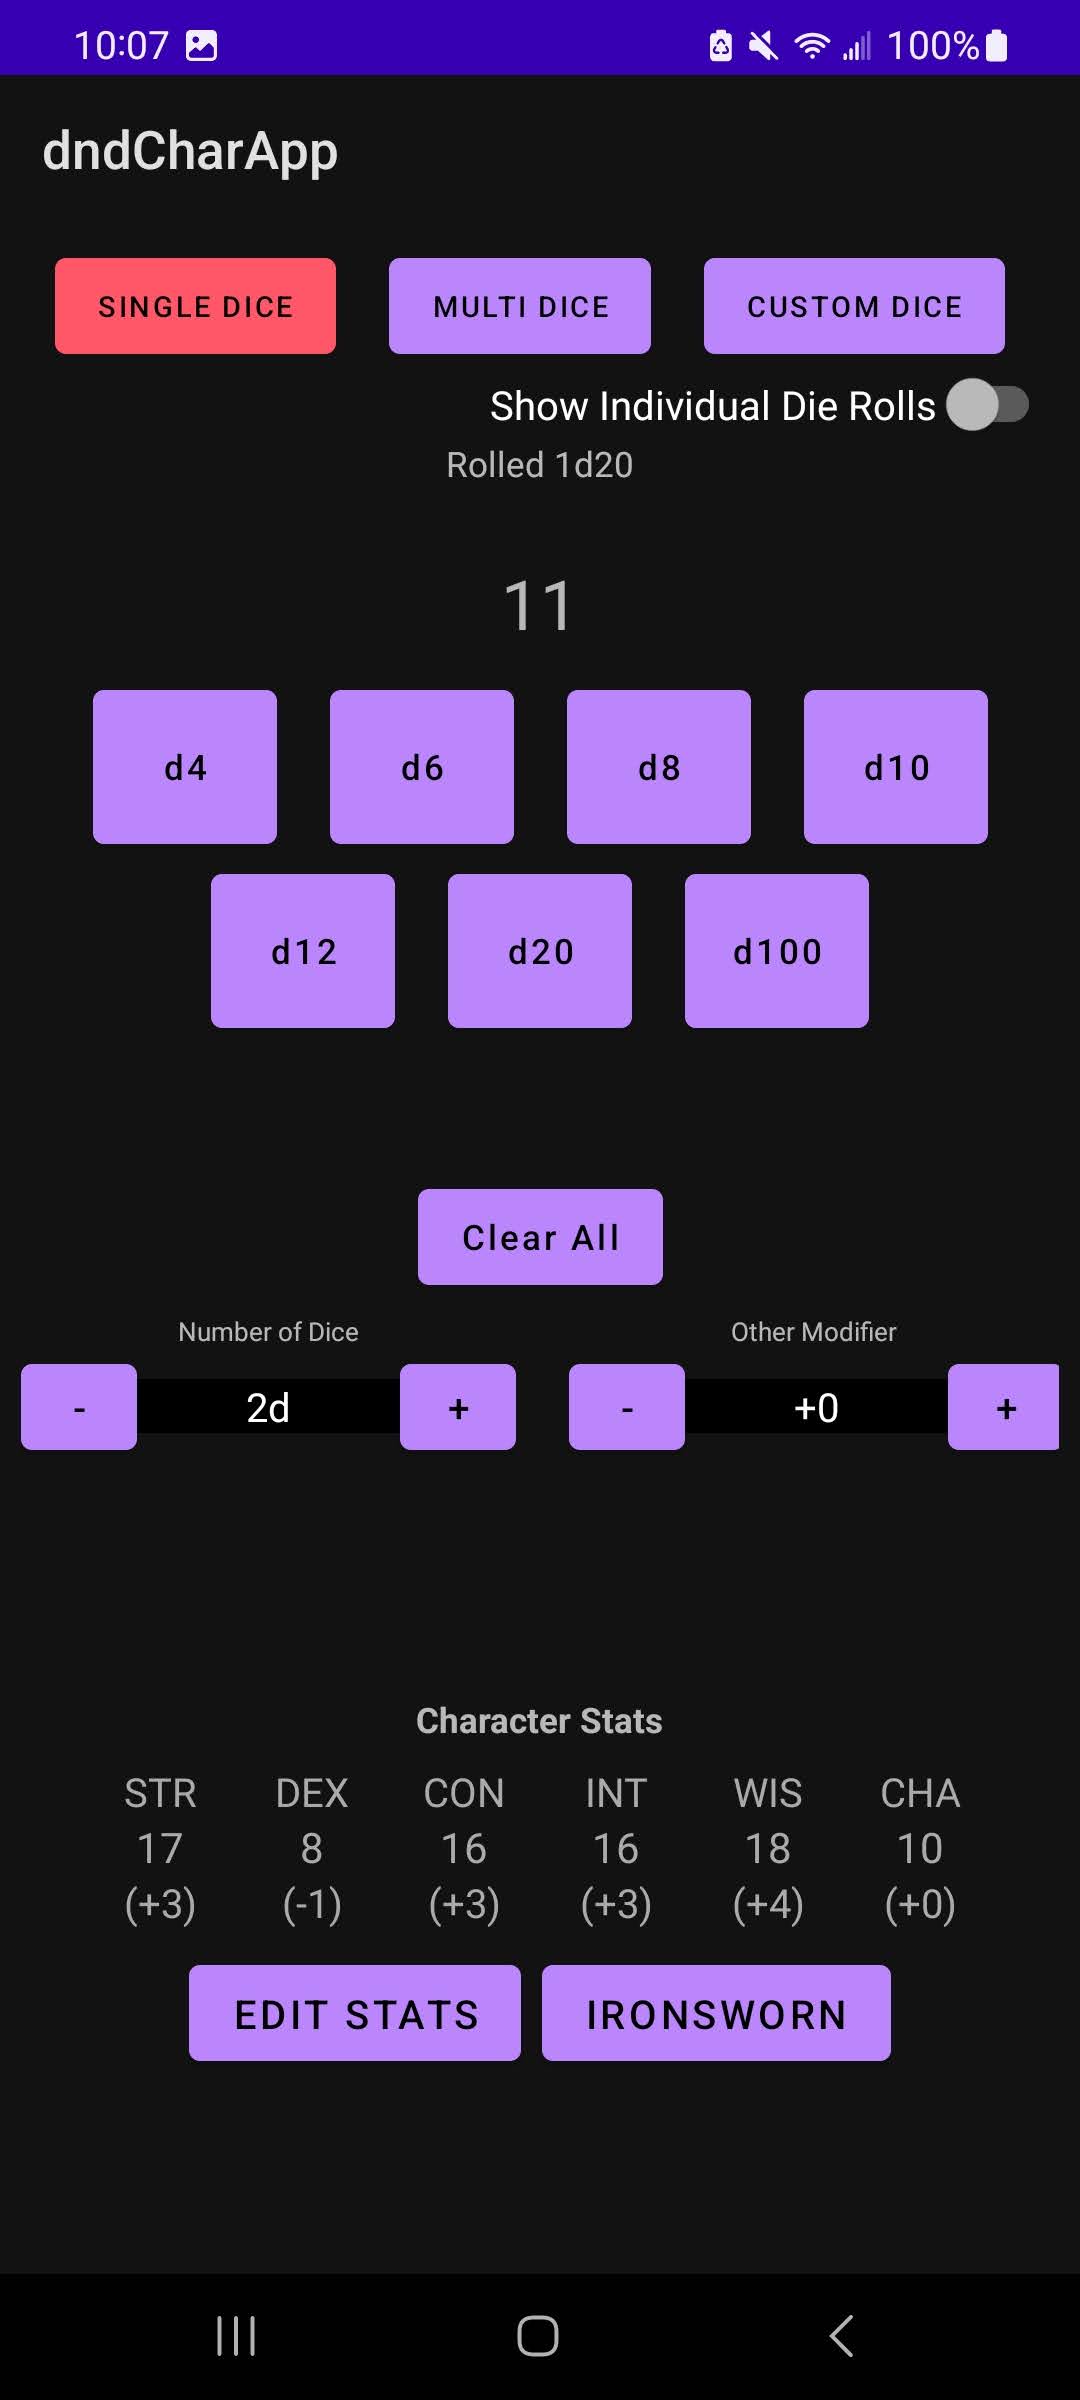 10:07 100%
dndCharApp
SINGLE DICE MULTI DICE CUSTOM DICE
Show Individual Die Rolls
Rolled 1d20
11
d4 d6 d8 d10
d12 d20 d100
Clear All
Number of Dice Other Modifier
- 2d + - +0 +
Character Stats
STR DEX CON INT WIS CHA
17 8 16 16 18 10
(+3) (-1) (+3) (+3) (+4) (+0)
EDIT STATS IRONSWORN